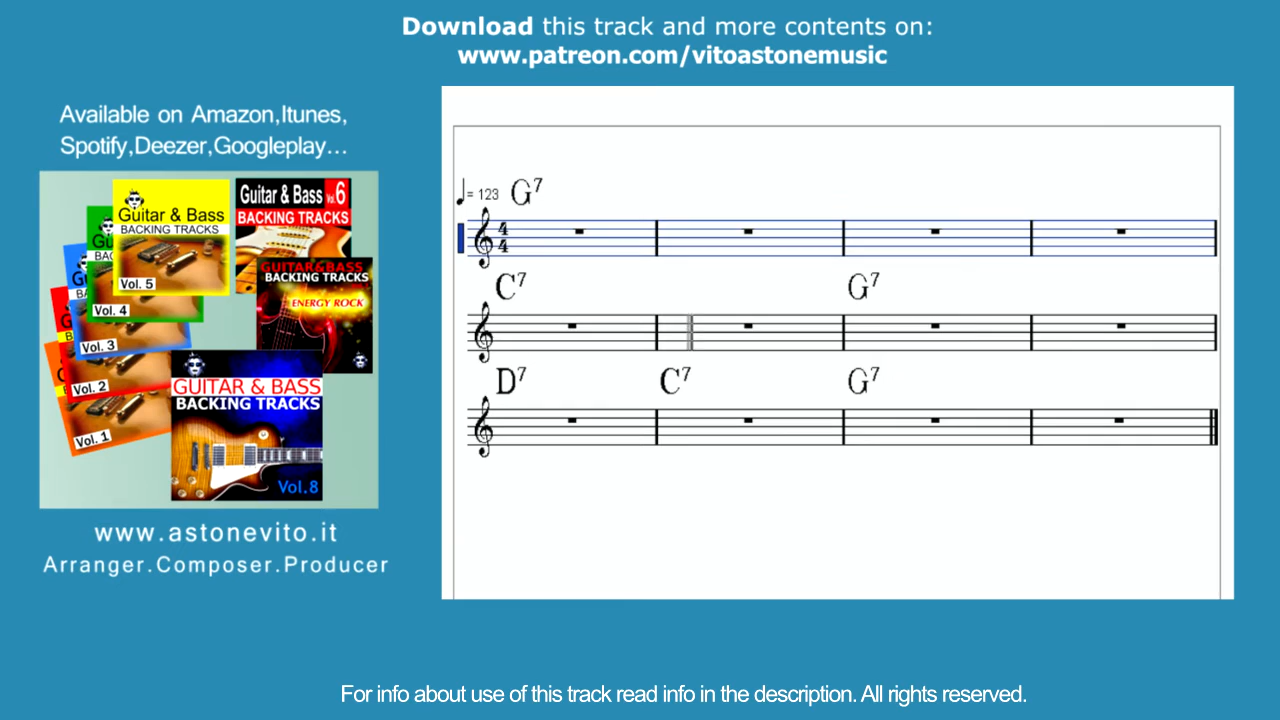 Download this track and more contents on:
www.patreon.com/vitoastonemusic
Available on Amazon,Itunes,
Spotify,Deezer,Googleplay...
Guitar & Bass
BACKING TRACKS
Vol. 5
Guitar & Bass Vol.6
BACKING TRACKS
GUITAR&BASS
BACKING TRACKS
ENERGY ROCK
Vol. 4
Vol. 3
Vol. 2
Vol. 1
GUITAR & BASS
BACKING TRACKS
Vol.8
www.astonevito.it
Arranger.Composer.Producer
= 123 G7
4
4
C7 G7
D7 C7 G7
For info about use of this track read info in the description. All rights reserved.